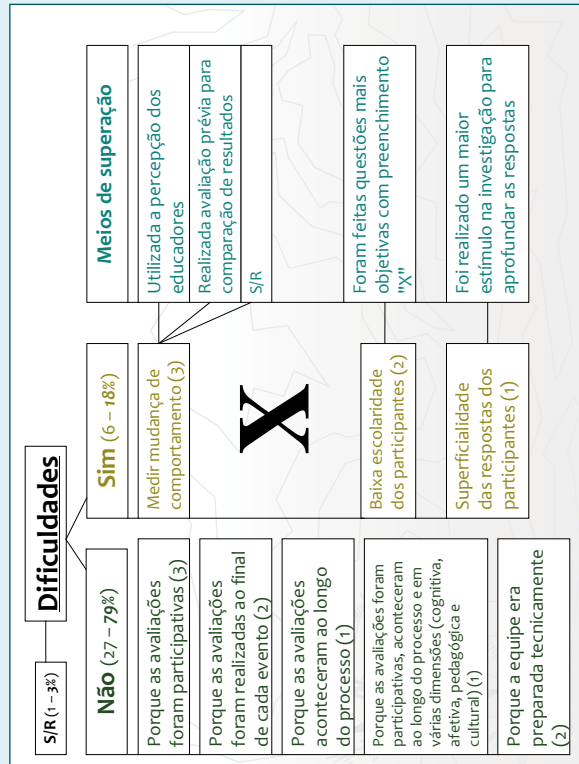 Dificuldades
S/R (1 – 3%)
Não (27 – 79%)
Porque as avaliações
foram participativas (3)
Porque as avaliações
foram realizadas ao final
de cada evento (2)
Porque as avaliações
aconteceram ao longo
do processo (1)
Porque as avaliações foram
participativas, aconteceram
ao longo do processo e em
várias dimensões (cognitiva,
afetiva, pedagógica e
cultural) (1)
Porque a equipe era
preparada tecnicamente
(2)
Sim (6 – 18%)
Medir mudança de
comportamento (3)
X
Baixa escolaridade
dos participantes (2)
Superficialidade
das respostas dos
participantes (1)
Meios de superação
Utilizada a percepção dos
educadores
Realizada avaliação prévia para
comparação de resultados
S/R
Foram feitas questões mais
objetivas com preenchimento
"X"
Foi realizado um maior
estímulo na investigação para
aprofundar as respostas